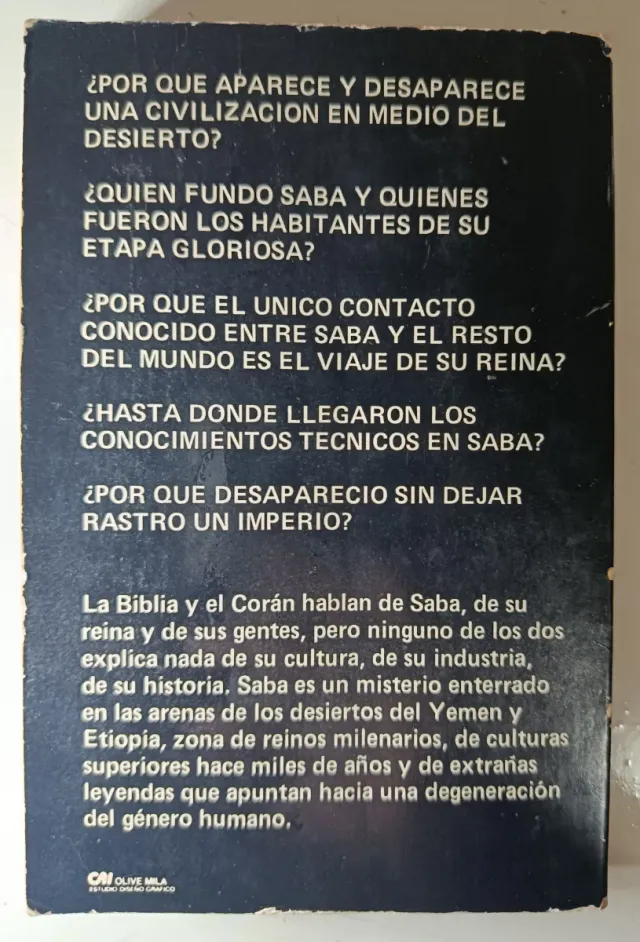 ¿POR QUE APARECE Y DESAPARECE
UNA CIVILIZACION EN MEDIO DEL
DESIERTO?
¿QUIEN FUNDO SABA Y QUIENES
FUERON LOS HABITANTES DE SU
ETAPA GLORIOSA?
¿POR QUE EL UNICO CONTACTO
CONOCIDO ENTRE SABA Y EL RESTO
DEL MUNDO ES EL VIAJE DE SU REINA?
¿HASTA DONDE LLEGARON LOS
CONOCIMIENTOS TECNICOS EN SABA?
¿POR QUE DESAPARECIO SIN DEJAR
RASTRO UN IMPERIO?
La Biblia y el Corán hablan de Saba, de su
reina y de sus gentes, pero ninguno de los dos
explica nada de su cultura, de su industria,
de su historia. Saba es un misterio enterrado
en las arenas de los desiertos del Yemen y
Etiopía, zona de reinos milenarios, de culturas
superiores hace miles de años y de extrañas
leyendas que apuntan hacia una degeneración
del género humano.
OLIVE MILA
ESTUDIO DISEÑO GRAFICO